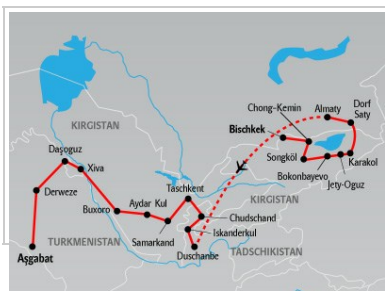 Chong-Kemin
Almaty
Dorf
Saty
KIRGISTAN
Bischkek
Daşoguz
Xiva
Songköl
Karakol
Taschkent
Bokonbayevo
Derweze
Aydar Kul
KIRGISTAN
Jety-Oguz
Buxoro
Chudschand
Iskanderkul
TURKMENISTAN
Samarkand
TADSCHIKISTAN
Aşgabat
Duschanbe